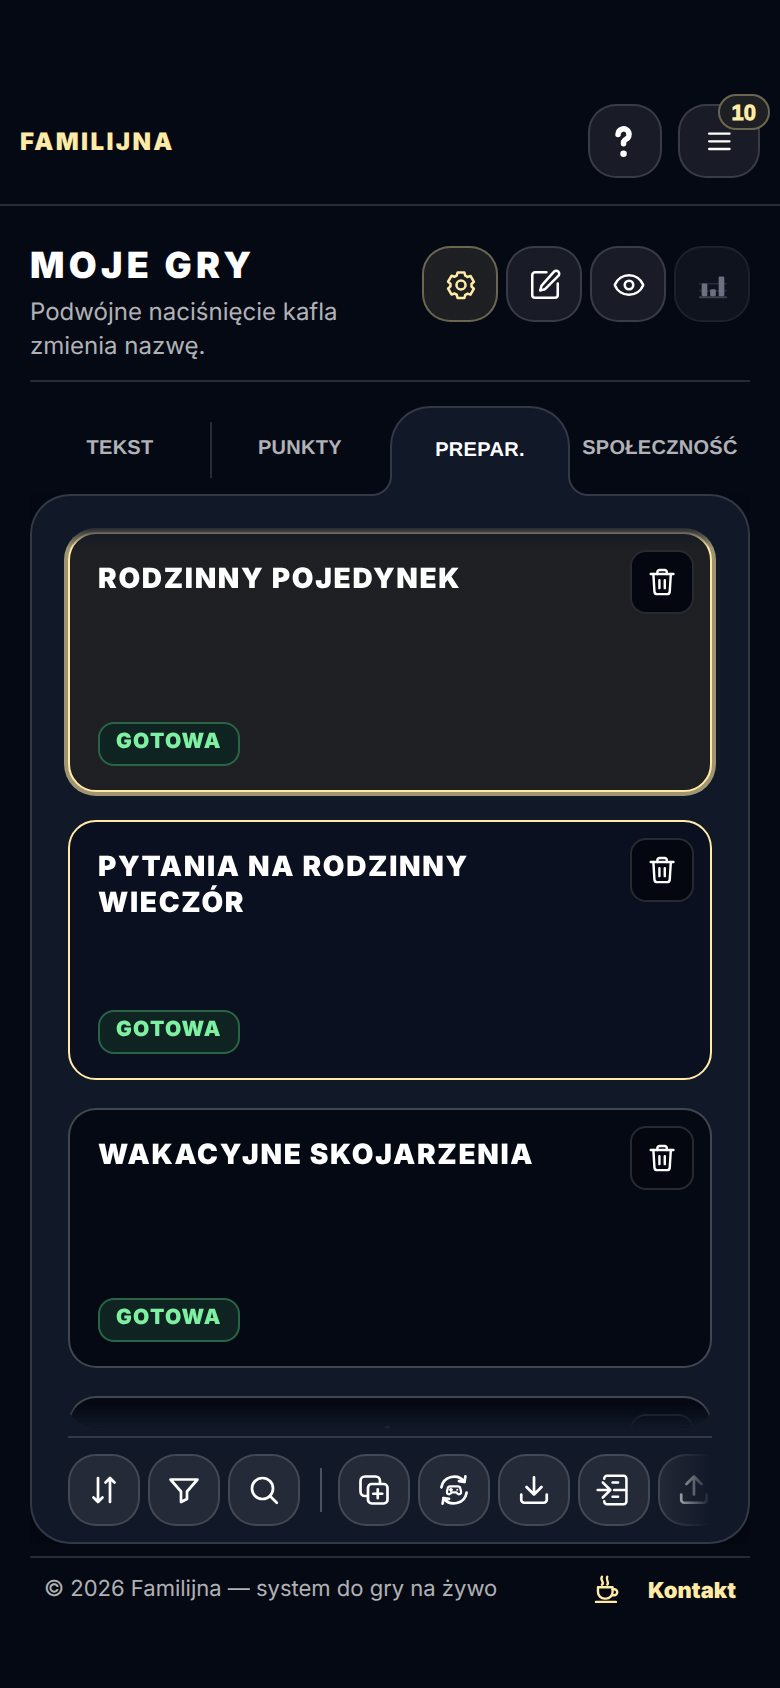 FAMILIJNA
10
?
MOJE GRY
Podwójne naciśnięcie kafla
zmienia nazwę.
TEKST
PUNKTY
PREPAR.
SPOŁECZNOŚĆ
RODZINNY POJEDYNEK
GOTOWA
PYTANIA NA RODZINNY
WIECZÓR
GOTOWA
WAKACYJNE SKOJARZENIA
GOTOWA
© 2026 Familijna — system do gry na żywo
Kontakt